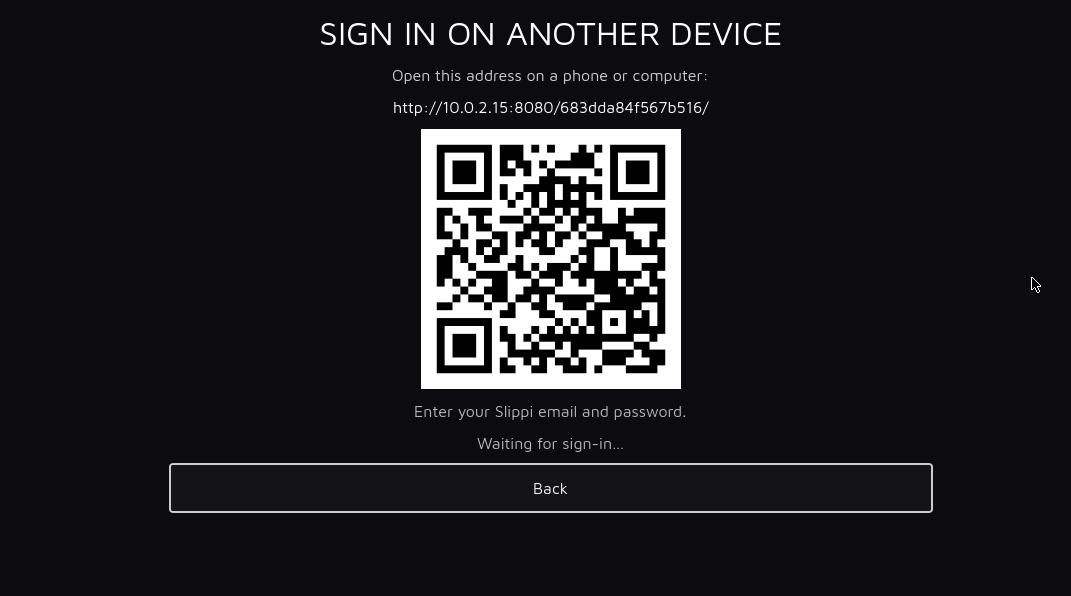 SIGN IN ON ANOTHER DEVICE
Open this address on a phone or computer:
http://10.0.2.15:8080/683dda84f567b516/
Enter your Slippi email and password.
Waiting for sign-in...
Back